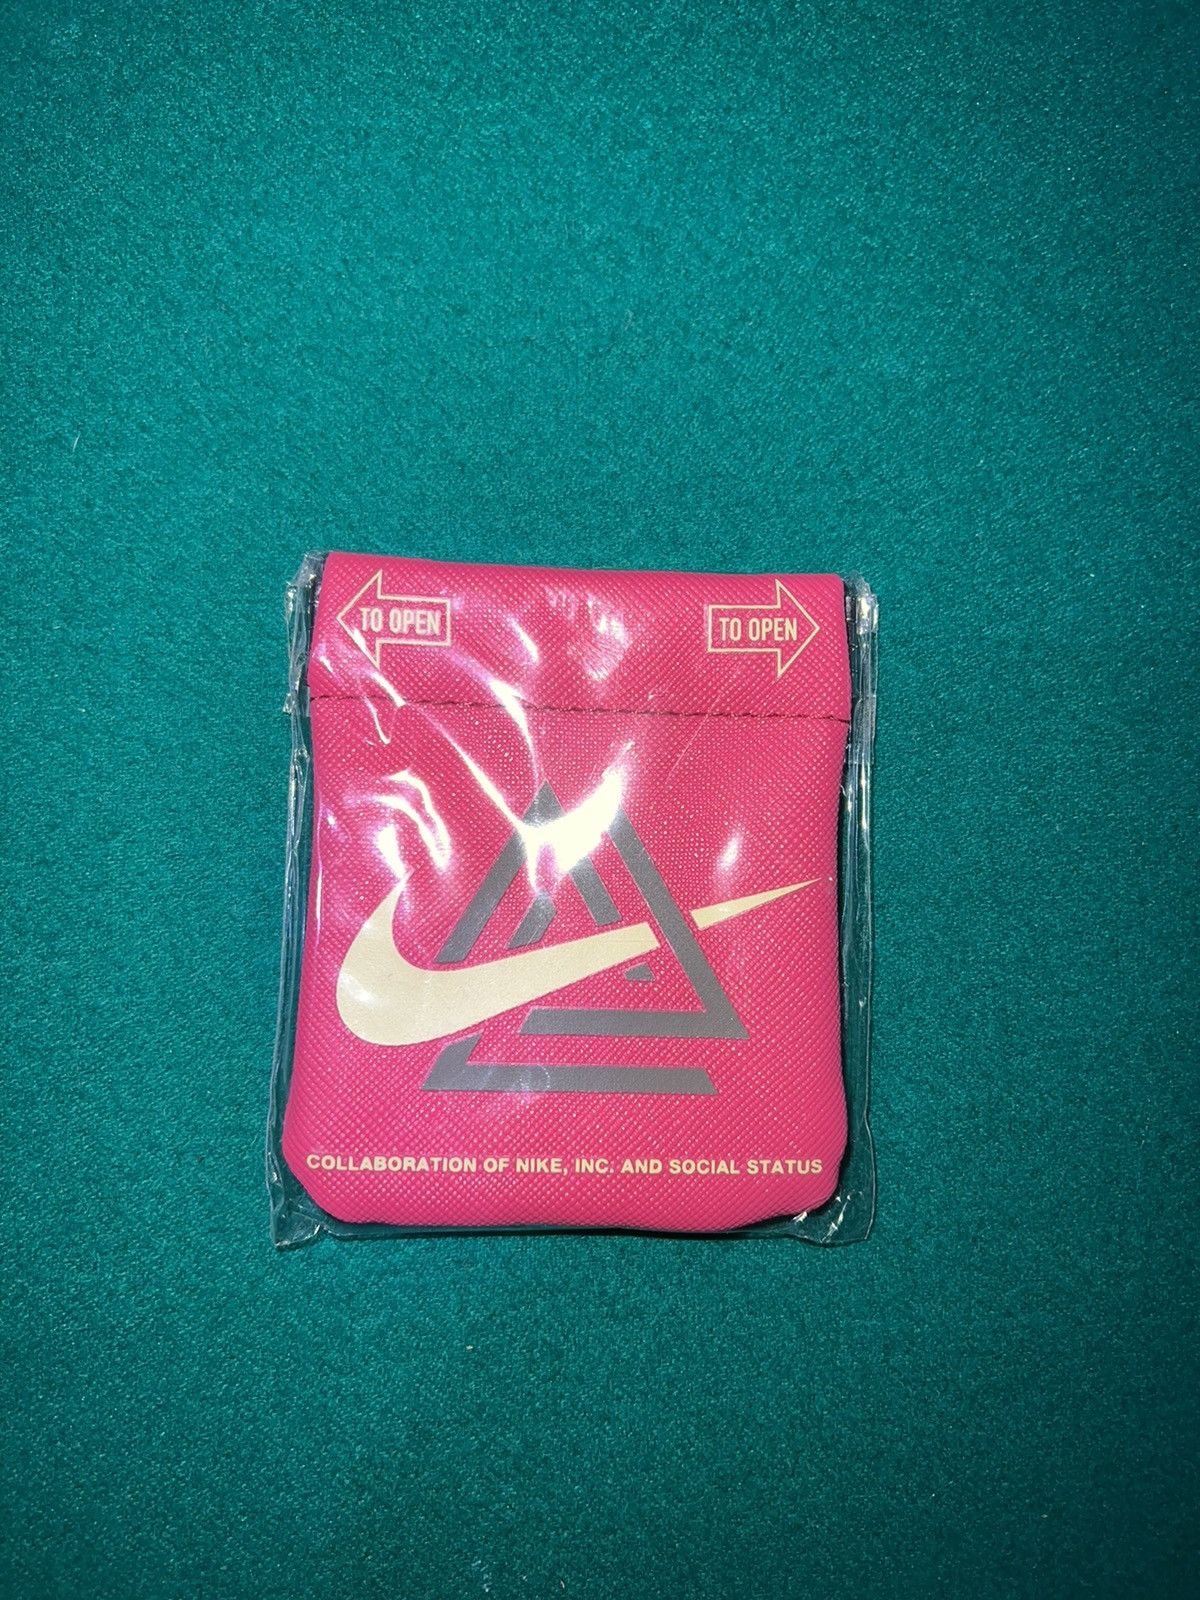 TO OPEN
TO OPEN
COLLABORATION OF NIKE, INC. AND SOCIAL STATUS